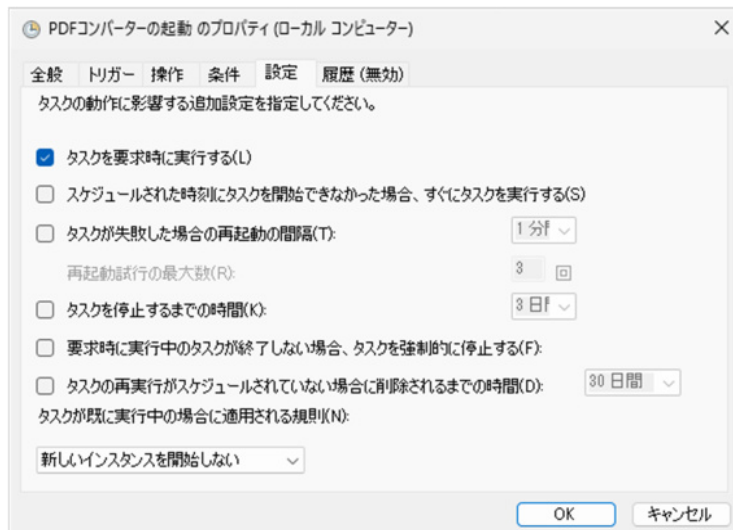 PDFコンバーターの起動 のプロパティ (ローカル コンピューター)
全般 トリガー 操作 条件 設定 履歴 (無効)
タスクの動作に影響する追加設定を指定してください。
タスクを要求時に実行する(L)
スケジュールされた時刻にタスクを開始できなかった場合、すぐにタスクを実行する(S)
タスクが失敗した場合の再起動の間隔(T): 1 分
再起動試行の最大数(R): 3 回
タスクを停止するまでの時間(K): 3 日
要求時に実行中のタスクが終了しない場合、タスクを強制的に停止する(F):
タスクの再実行がスケジュールされていない場合に削除されるまでの時間(D): 30 日間
タスクが既に実行中の場合に適用される規則(N):
新しいインスタンスを開始しない
OK キャンセル